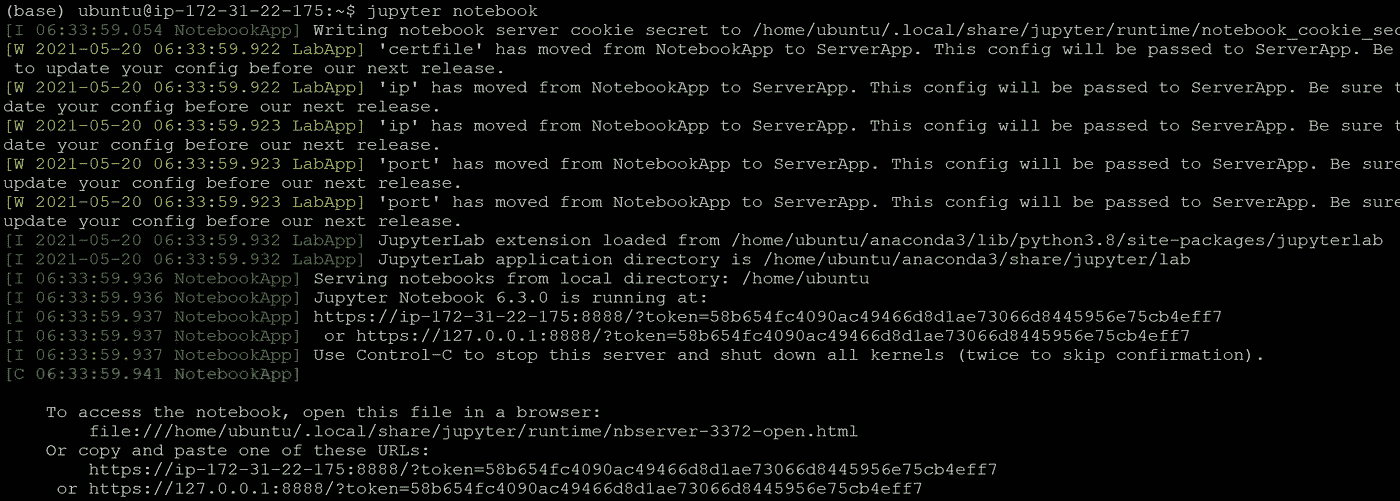 (base) ubuntu@ip-172-31-22-175:~$ jupyter notebook
[I 06:33:59.054 NotebookApp] Writing notebook server cookie secret to /home/ubuntu/.local/share/jupyter/runtime/notebook_cookie_sec
[W 2021-05-20 06:33:59.922 LabApp] 'certfile' has moved from NotebookApp to ServerApp. This config will be passed to ServerApp. Be
 to update your config before our next release.
[W 2021-05-20 06:33:59.922 LabApp] 'ip' has moved from NotebookApp to ServerApp. This config will be passed to ServerApp. Be sure t
date your config before our next release.
[W 2021-05-20 06:33:59.923 LabApp] 'ip' has moved from NotebookApp to ServerApp. This config will be passed to ServerApp. Be sure t
date your config before our next release.
[W 2021-05-20 06:33:59.923 LabApp] 'port' has moved from NotebookApp to ServerApp. This config will be passed to ServerApp. Be sure
update your config before our next release.
[W 2021-05-20 06:33:59.923 LabApp] 'port' has moved from NotebookApp to ServerApp. This config will be passed to ServerApp. Be sure
update your config before our next release.
[I 2021-05-20 06:33:59.932 LabApp] JupyterLab extension loaded from /home/ubuntu/anaconda3/lib/python3.8/site-packages/jupyterlab
[I 2021-05-20 06:33:59.932 LabApp] JupyterLab application directory is /home/ubuntu/anaconda3/share/jupyter/lab
[I 06:33:59.936 NotebookApp] Serving notebooks from local directory: /home/ubuntu
[I 06:33:59.936 NotebookApp] Jupyter Notebook 6.3.0 is running at:
[I 06:33:59.937 NotebookApp] https://ip-172-31-22-175:8888/?token=58b654fc4090ac49466d8d1ae73066d8445956e75cb4eff7
[I 06:33:59.937 NotebookApp]  or https://127.0.0.1:8888/?token=58b654fc4090ac49466d8d1ae73066d8445956e75cb4eff7
[I 06:33:59.937 NotebookApp] Use Control-C to stop this server and shut down all kernels (twice to skip confirmation).
[C 06:33:59.941 NotebookApp]
    To access the notebook, open this file in a browser:
        file:///home/ubuntu/.local/share/jupyter/runtime/nbserver-3372-open.html
    Or copy and paste one of these URLs:
        https://ip-172-31-22-175:8888/?token=58b654fc4090ac49466d8d1ae73066d8445956e75cb4eff7
     or https://127.0.0.1:8888/?token=58b654fc4090ac49466d8d1ae73066d8445956e75cb4eff7